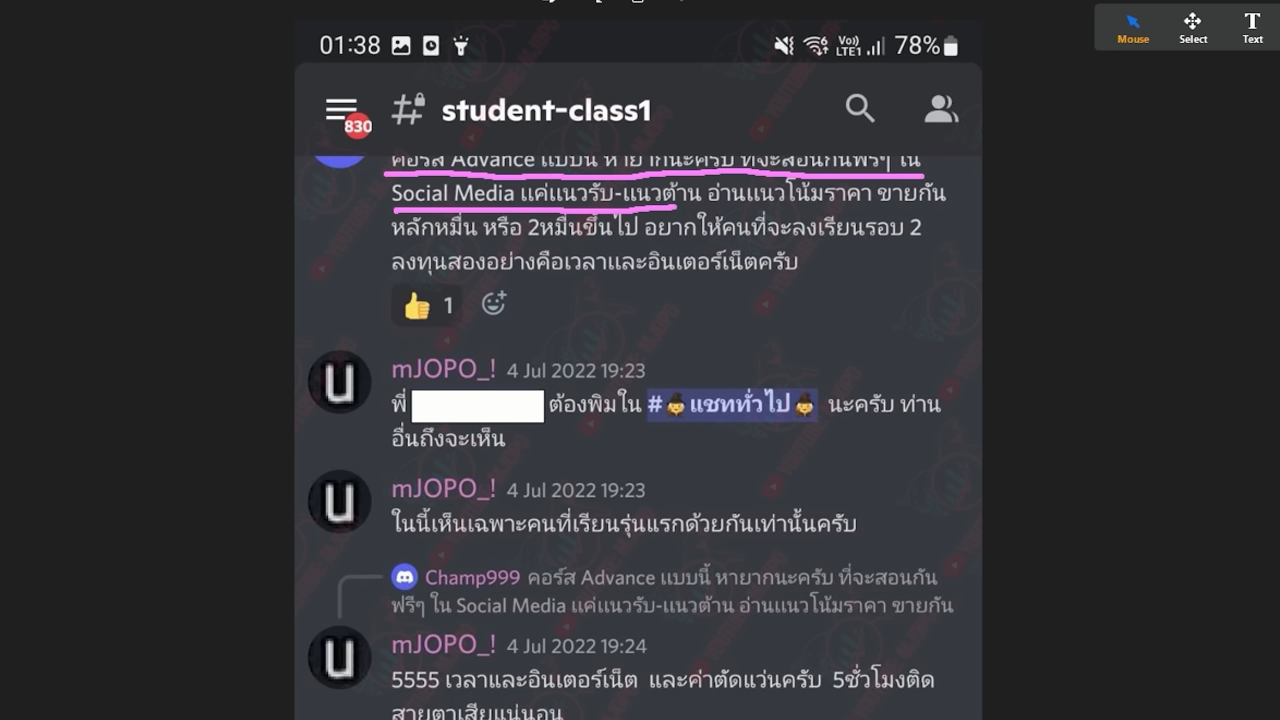 Mouse
Select
Text
01:38
Vo)) LTE1
78%
830
student-class1
คอร์ส Advance แบบนี้ หายากนะครับ ที่จะสอนกันฟรีๆ ใน
Social Media แค่แนวรับ-แนวต้าน อ่านแนวโน้มราคา ขายกัน
หลักหมื่น หรือ 2หมื่นขึ้นไป อยากให้คนที่จะลงเรียนรอบ 2
ลงทุนสองอย่างคือเวลาและอินเตอร์เน็ตครับ
👍 1
mJOPO_! 4 Jul 2022 19:23
พี่ ต้องพิมใน #🤠แชททั่วไป🤠 นะครับ ท่าน
อื่นถึงจะเห็น
mJOPO_! 4 Jul 2022 19:23
ในนี้เห็นเฉพาะคนที่เรียนรุ่นแรกด้วยกันเท่านั้นครับ
Champ999 คอร์ส Advance แบบนี้ หายากนะครับ ที่จะสอนกัน
ฟรีๆ ใน Social Media แค่แนวรับ-แนวต้าน อ่านแนวโน้มราคา ขายกัน
mJOPO_! 4 Jul 2022 19:24
5555 เวลาและอินเตอร์เน็ต และค่าตัดแว่นครับ 5ชั่วโมงติด
สายตาเสียแน่นอน